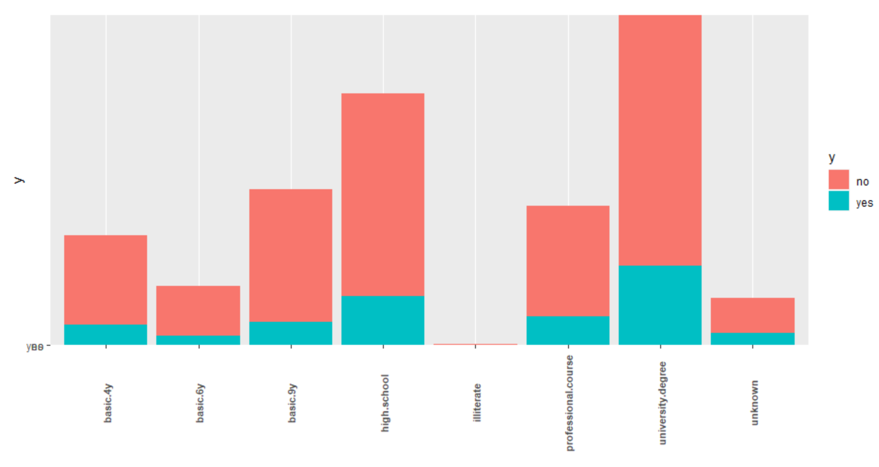 y
basic.4y
basic.6y
basic.9y
high.school
illiterate
professional.course
university.degree
unknown
y
no
yes